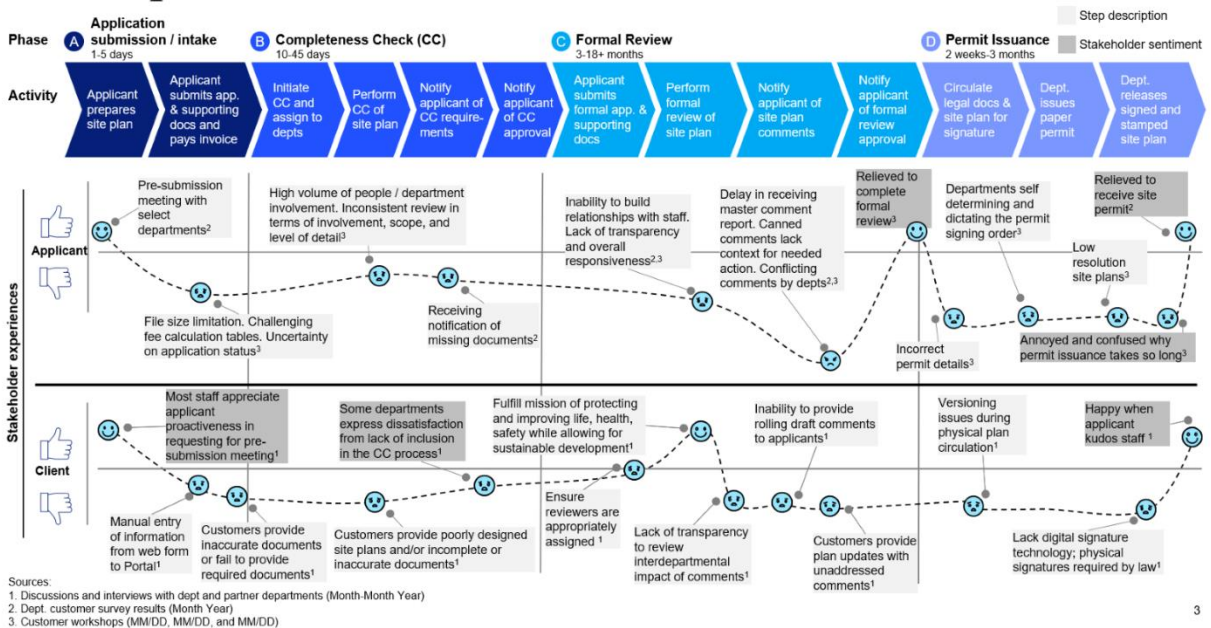 Step description
Stakeholder sentiment
Phase
A
Application
submission / intake
1-5 days
B
Completeness Check (CC)
10-45 days
C
Formal Review
3-18+ months
D
Permit Issuance
2 weeks-3 months
Activity
Applicant
prepares
site plan
Applicant
submits app.
& supporting
docs and
pays invoice
Initiate
CC and
assign to
depts
Perform
CC of
site plan
Notify
applicant of
CC require-
ments
Notify
applicant
of CC
approval
Applicant
submits
formal app. &
supporting
docs
Perform
formal
review of
site plan
Notify
applicant of
site plan
comments
Notify
applicant
of formal
review
approval
Circulate
legal docs &
site plan for
signature
Dept.
issues
paper
permit
Dept.
releases
signed and
stamped
site plan
Stakeholder experiences
Applicant
Pre-submission
meeting with
select
departments2
File size limitation. Challenging
fee calculation tables. Uncertainty
on application status3
High volume of people / department
involvement. Inconsistent review in
terms of involvement, scope, and
level of detail3
Receiving
notification of
missing documents2
Inability to build
relationships with staff.
Lack of transparency
and overall
responsiveness2,3
Delay in receiving
master comment
report. Canned
comments lack
context for needed
action. Conflicting
comments by depts2,3
Relieved to
complete
formal
review3
Incorrect
permit details3
Departments self
determining and
dictating the permit
signing order3
Low
resolution
site plans3
Relieved to
receive site
permit2
Annoyed and confused why
permit issuance takes so long3
Client
Most staff appreciate
applicant
proactiveness in
requesting for pre-
submission meeting1
Manual entry
of information
from web form
to Portal1
Customers provide
inaccurate documents
or fail to provide
required documents1
Some departments
express dissatisfaction
from lack of inclusion
in the CC process1
Customers provide poorly designed
site plans and/or incomplete or
inaccurate documents1
Fulfill mission of protecting
and improving life, health,
safety while allowing for
sustainable development1
Ensure
reviewers are
appropriately
assigned 1
Lack of transparency
to review
interdepartmental
impact of comments1
Inability to provide
rolling draft comments
to applicants1
Customers provide
plan updates with
unaddressed
comments1
Versioning
issues during
physical plan
circulation1
Lack digital signature
technology; physical
signatures required by law1
Happy when
applicant
kudos staff 1
Sources:
1. Discussions and interviews with dept and partner departments (Month-Month Year)
2. Dept. customer survey results (Month Year)
3. Customer workshops (MM/DD, MM/DD, and MM/DD)
3